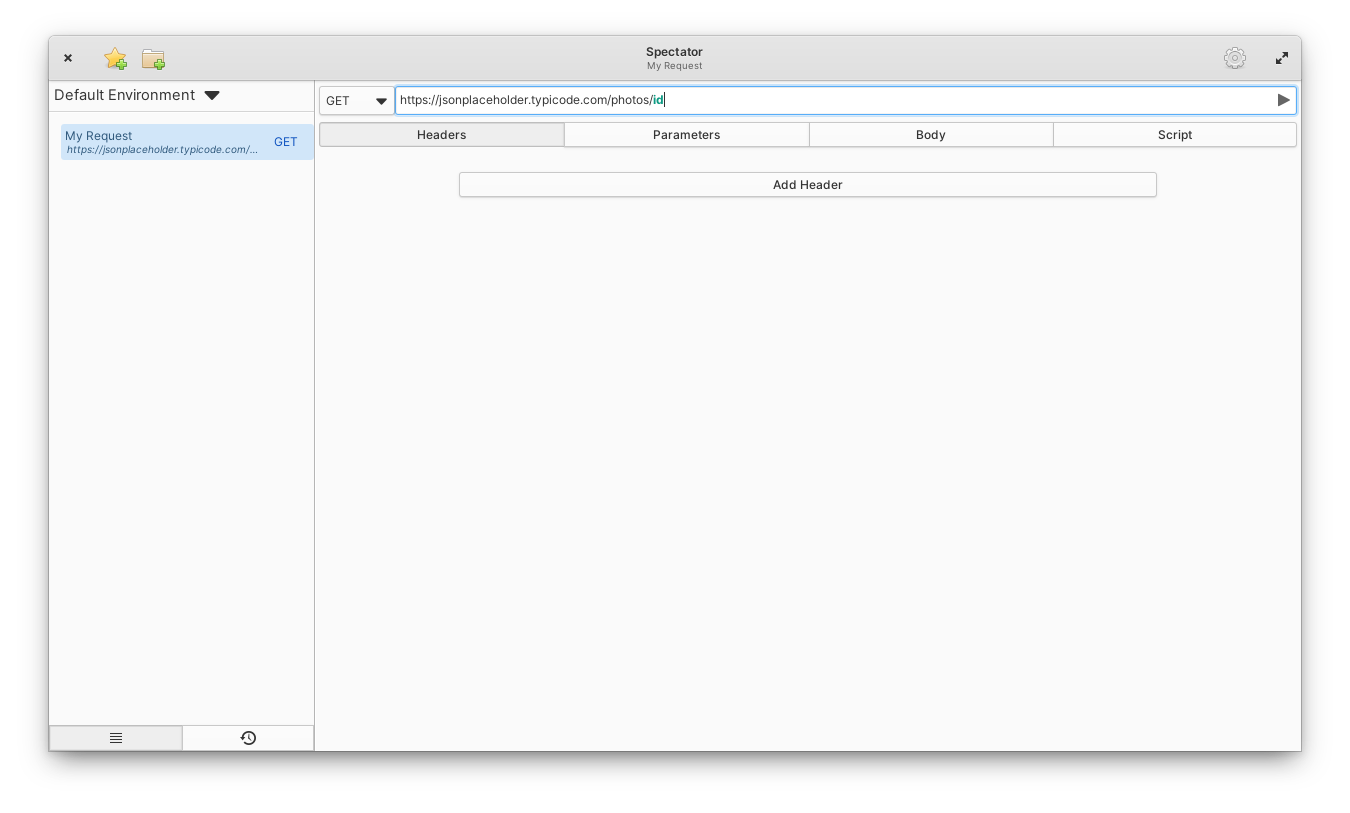 Spectator
My Request
Default Environment
My Request
https://jsonplaceholder.typicode.com/...
GET
GET
https://jsonplaceholder.typicode.com/photos/id
Headers
Parameters
Body
Script
Add Header